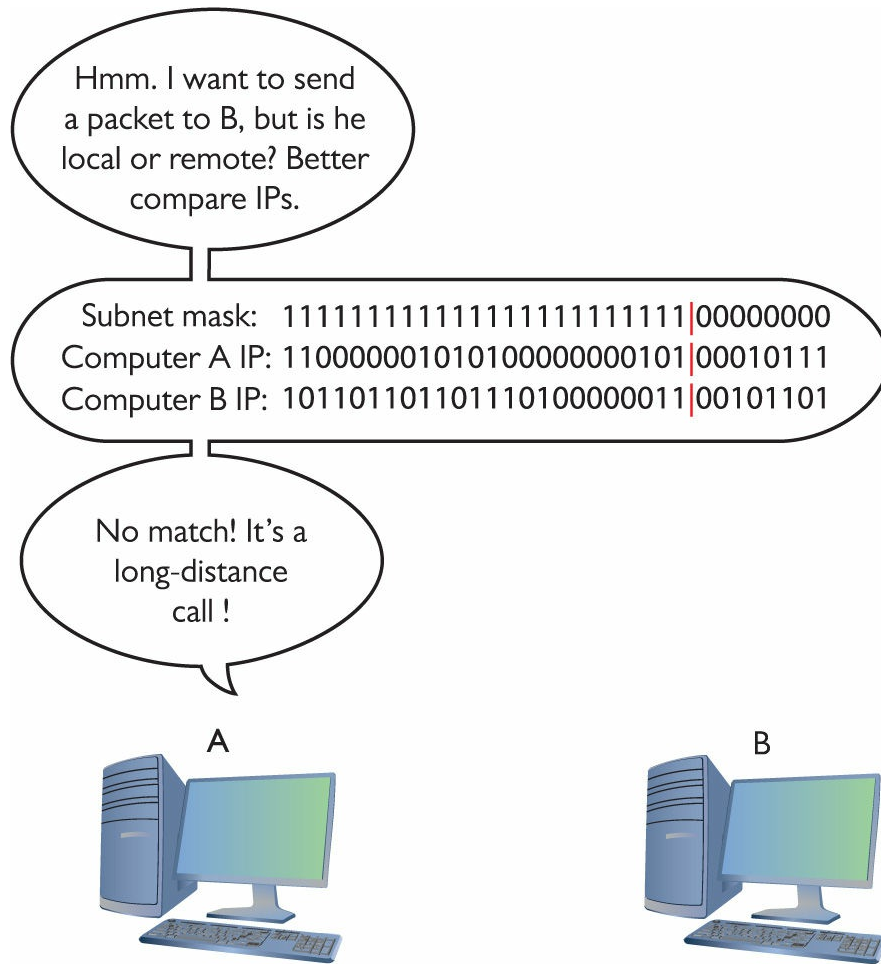 Hmm. I want to send
a packet to B, but is he
local or remote? Better
compare IPs.
Subnet mask: 111111111111111111111111|00000000
Computer A IP: 110000001010100000000101|00010111
Computer B IP: 101101101101110100000011|00101101
No match! It's a
long-distance
call !
A
B